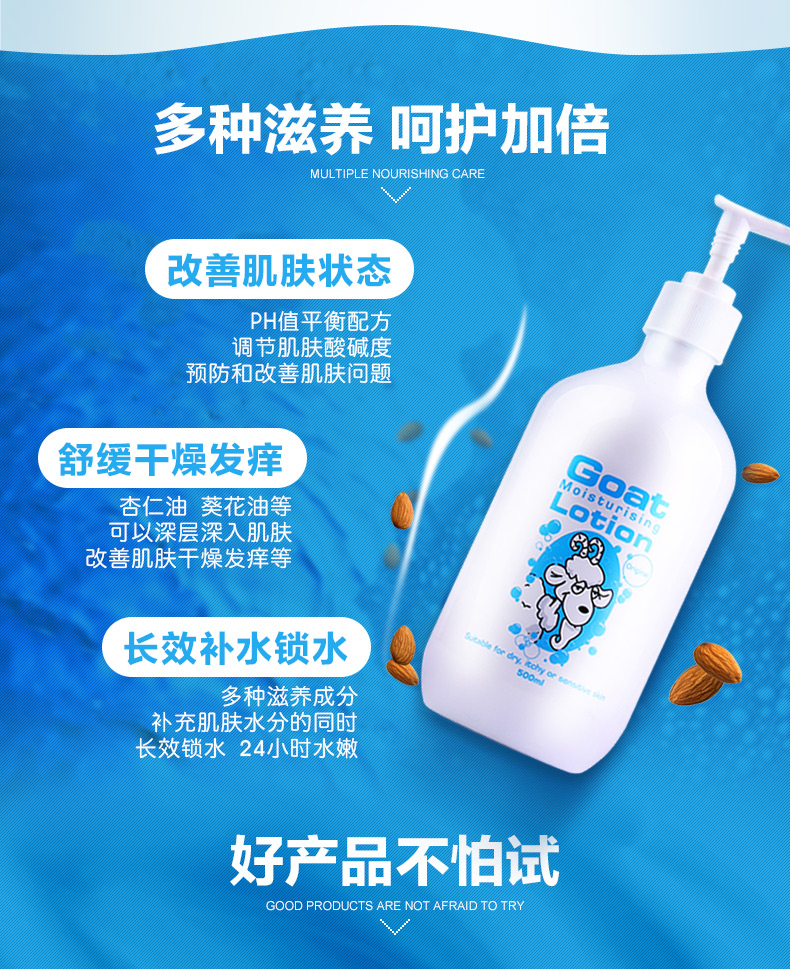 多种滋养 呵护加倍
MULTIPLE NOURISHING CARE
改善肌肤状态
PH值平衡配方
调节肌肤酸碱度
预防和改善肌肤问题
舒缓干燥发痒
杏仁油 葵花油等
可以深层深入肌肤
改善肌肤干燥发痒等
长效补水锁水
多种滋养成分
补充肌肤水分的同时
长效锁水 24小时水嫩
Goat
Moisturising
Lotion
Original
Suitable for dry, itchy or sensitive skin
500ml
好产品不怕试
GOOD PRODUCTS ARE NOT AFRAID TO TRY